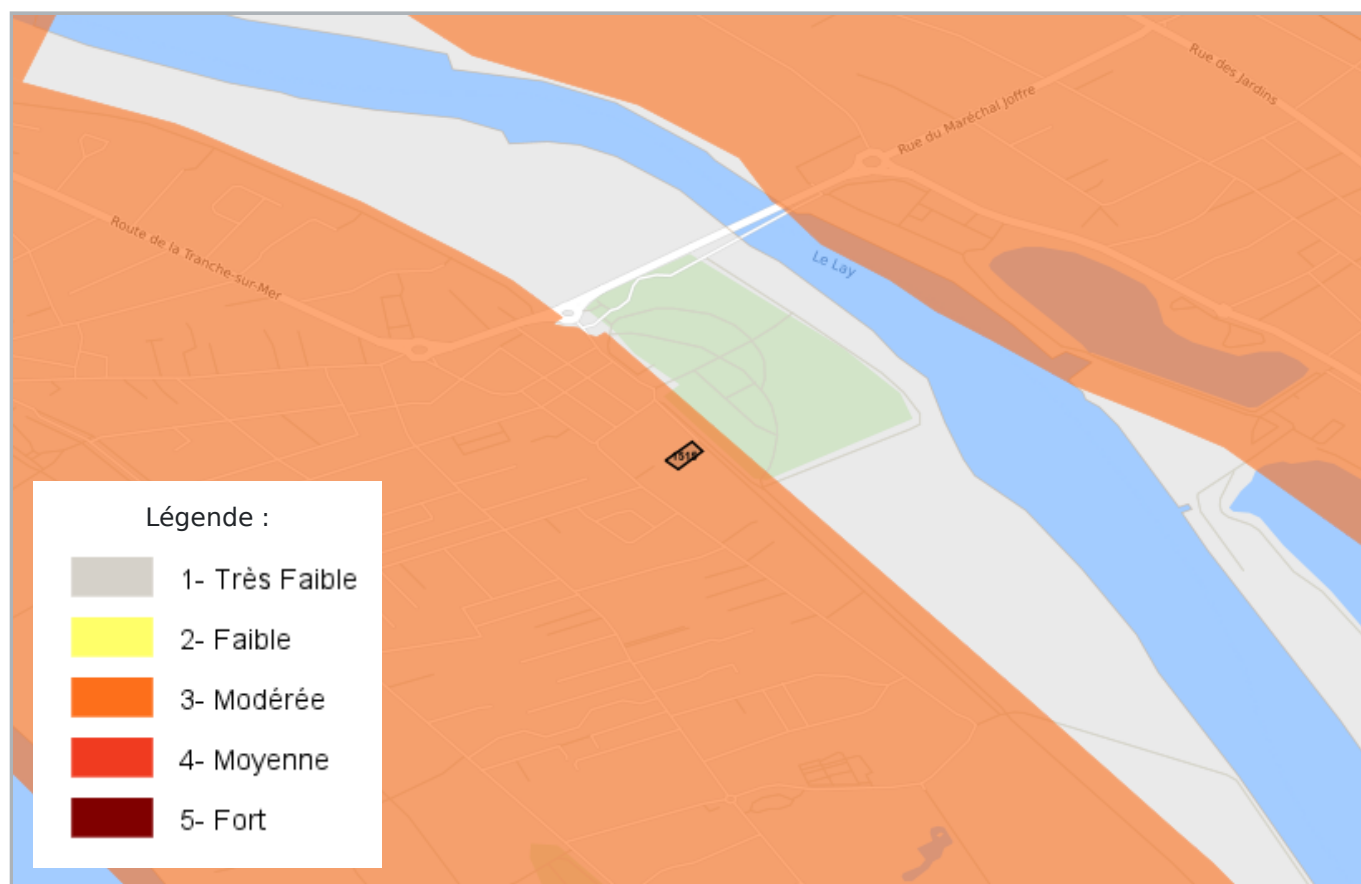 Rue des Jardins
Rue du Maréchal Joffre
Route de la Tranche-sur-Mer
Le Lay
1519
Légende :
1- Très Faible
2- Faible
3- Modérée
4- Moyenne
5- Fort